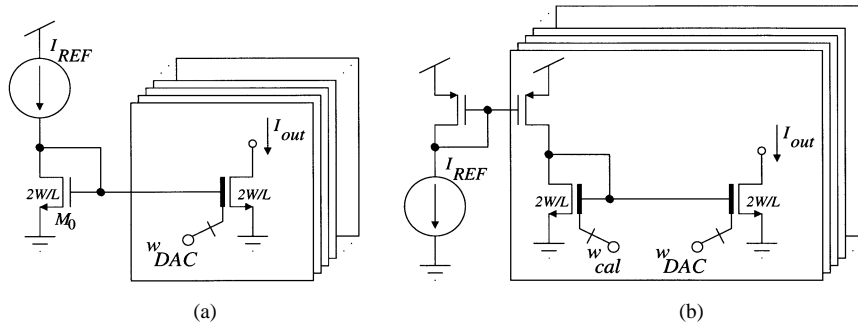 I_REF
I_out
2W/L
M_0
2W/L
w_DAC
(a)
I_REF
I_out
2W/L
2W/L
w_cal
w_DAC
(b)